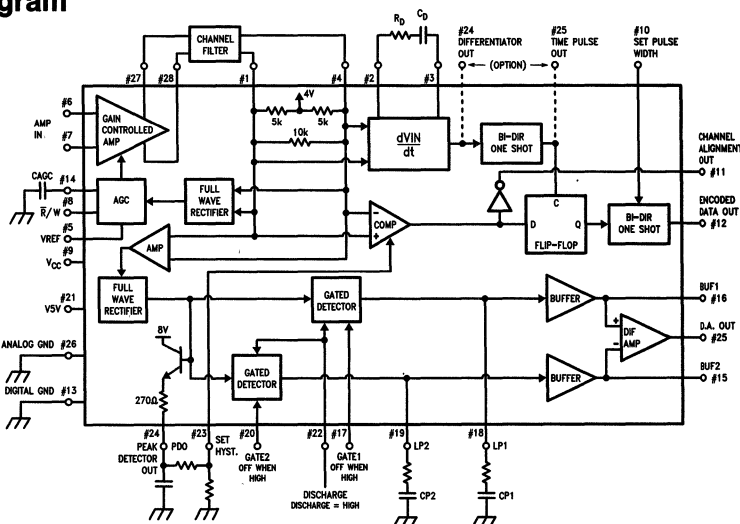 gram
CHANNEL
FILTER
RD
CD
#24
DIFFERENTIATOR
OUT
#25
TIME PULSE
OUT
#10
SET PULSE
WIDTH
(OPTION)
#27
#28
#1
#4
#2
#3
#6
AMP
IN.
#7
GAIN
CONTROLLED
AMP
4V
5k
5k
10k
dVIN
dt
BI-DIR
ONE SHOT
CHANNEL
ALIGNMENT
OUT
#11
CAGC
#14
#8
R̅/W
#5
VREF
#9
VCC
AGC
FULL
WAVE
RECTIFIER
AMP
-
+
COMP
C
D
Q
FLIP-FLOP
BI-DIR
ONE SHOT
ENCODED
DATA OUT
#12
FULL
WAVE
RECTIFIER
#21
V5V
GATED
DETECTOR
BUFFER
BUF1
#16
+
-
DIF
AMP
D.A. OUT
#25
ANALOG GND #26
8V
GATED
DETECTOR
BUFFER
BUF2
#15
DIGITAL GND #13
270Ω
#24
PDO
PEAK
DETECTOR
OUT
#23
SET
HYST.
#20
GATE2
OFF WHEN
HIGH
#22
DISCHARGE
DISCHARGE = HIGH
#17
GATE1
OFF WHEN
HIGH
#19
LP2
CP2
#18
LP1
CP1